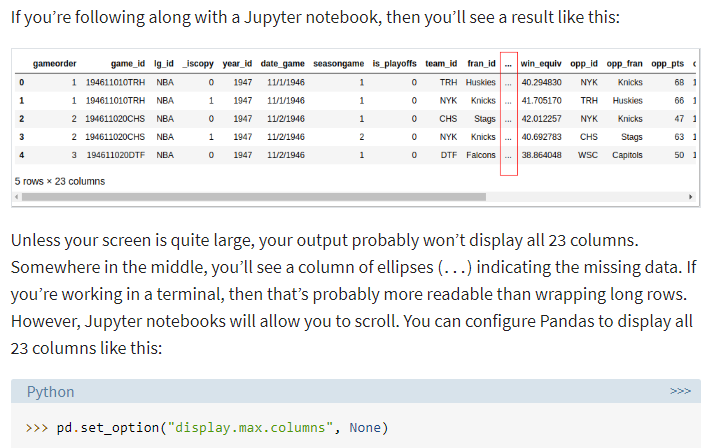 If you’re following along with a Jupyter notebook, then you’ll see a result like this:
gameorder game_id lg_id _iscopy year_id date_game seasongame is_playoffs team_id fran_id ... win_equiv opp_id opp_fran opp_pts
0 1 194611010TRH NBA 0 1947 11/1/1946 1 0 TRH Huskies ... 40.294830 NYK Knicks 68
1 1 194611010TRH NBA 1 1947 11/1/1946 1 0 NYK Knicks ... 41.705170 TRH Huskies 66
2 2 194611020CHS NBA 0 1947 11/2/1946 1 0 CHS Stags ... 42.012257 NYK Knicks 47
3 2 194611020CHS NBA 1 1947 11/2/1946 2 0 NYK Knicks ... 40.692783 CHS Stags 63
4 3 194611020DTF NBA 0 1947 11/2/1946 1 0 DTF Falcons ... 38.864048 WSC Capitols 50
5 rows × 23 columns
Unless your screen is quite large, your output probably won’t display all 23 columns.
Somewhere in the middle, you’ll see a column of ellipses (...) indicating the missing data. If
you’re working in a terminal, then that’s probably more readable than wrapping long rows.
However, Jupyter notebooks will allow you to scroll. You can configure Pandas to display all
23 columns like this:
Python >>>
>>> pd.set_option("display.max.columns", None)